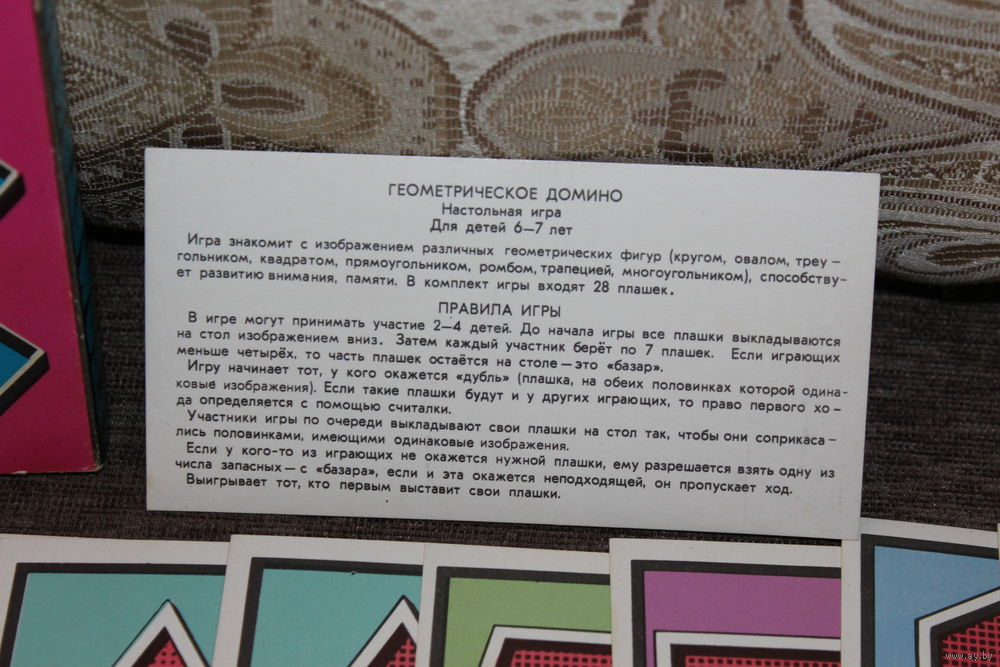 ГЕОМЕТРИЧЕСКОЕ ДОМИНО
Настольная игра
Для детей 6—7 лет
Игра знакомит с изображением различных геометрических фигур (кругом, овалом, треу-
гольником, квадратом, прямоугольником, ромбом, трапецией, многоугольником), способству-
ет развитию внимания, памяти. В комплект игры входят 28 плашек.
ПРАВИЛА ИГРЫ
В игре могут принимать участие 2—4 детей. До начала игры все плашки выкладываются
на стол изображением вниз. Затем каждый участник берёт по 7 плашек. Если играющих
меньше четырёх, то часть плашек остаётся на столе—это «базар».
Игру начинает тот, у кого окажется «дубль» (плашка, на обеих половинках которой одина-
ковые изображения). Если такие плашки будут и у других играющих, то право первого хо-
да определяется с помощью считалки.
Участники игры по очереди выкладывают свои плашки на стол так, чтобы они соприкаса-
лись половинками, имеющими одинаковые изображения.
Если у кого-то из играющих не окажется нужной плашки, ему разрешается взять одну из
числа запасных—с «базара», если и эта окажется неподходящей, он пропускает ход.
Выигрывает тот, кто первым выставит свои плашки.
www.ay.by